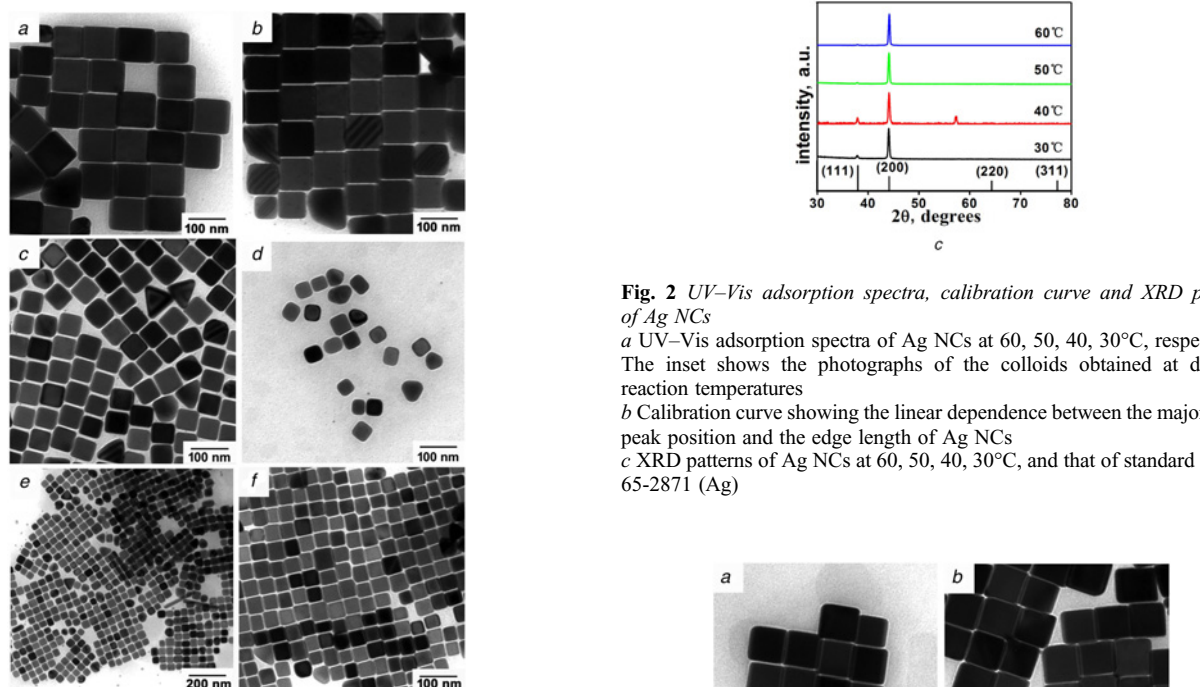 a
b
100 nm
100 nm
c
d
100 nm
100 nm
e
f
200 nm
100 nm
intensity, a.u.
60℃
50℃
40℃
30℃
(111)
(200)
(220)
(311)
30
40
50
60
70
80
2θ, degrees
c
Fig. 2 UV–Vis adsorption spectra, calibration curve and XRD p
of Ag NCs
a UV–Vis adsorption spectra of Ag NCs at 60, 50, 40, 30°C, respe
The inset shows the photographs of the colloids obtained at d
reaction temperatures
b Calibration curve showing the linear dependence between the major
peak position and the edge length of Ag NCs
c XRD patterns of Ag NCs at 60, 50, 40, 30°C, and that of standard
65-2871 (Ag)
a
b